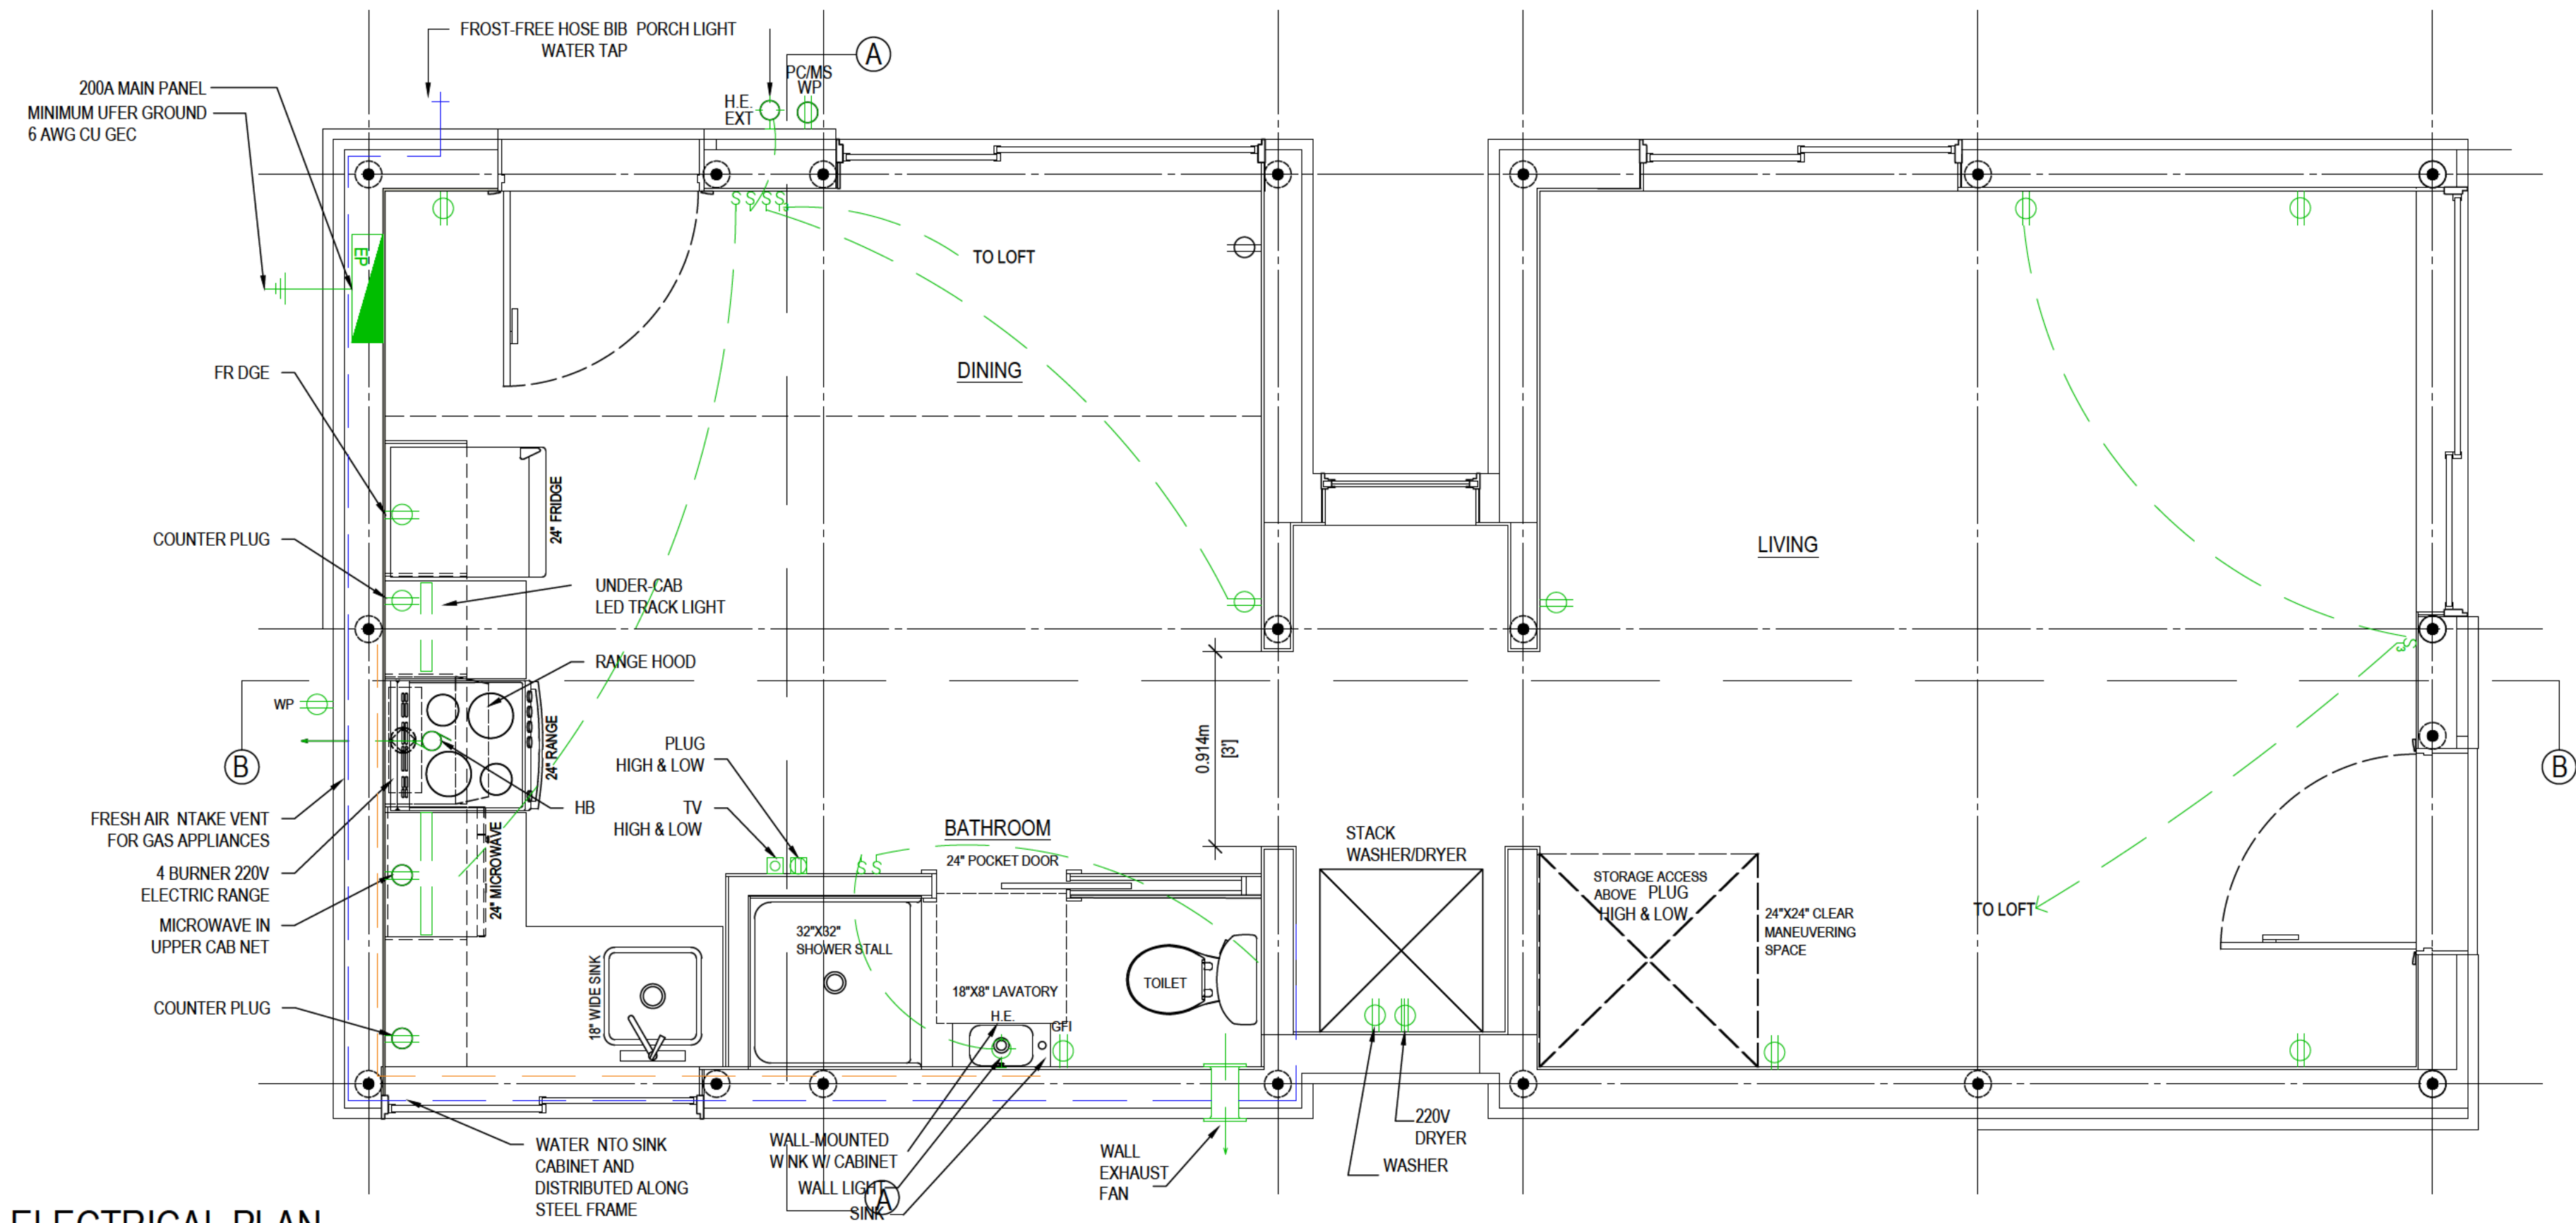 FROST-FREE HOSE BIB
WATER TAP
PORCH LIGHT
A
PC/MS
WP
H.E.
EXT
200A MAIN PANEL
MINIMUM UFER GROUND
6 AWG CU GEC
EP
S S S S
3
TO LOFT
DINING
FR DGE
24" FRIDGE
COUNTER PLUG
UNDER-CAB
LED TRACK LIGHT
LIVING
RANGE HOOD
24" RANGE
WP
B
B
S S
3
0.914m
[3']
PLUG
HIGH & LOW
TV
HIGH & LOW
HB
FRESH AIR NTAKE VENT
FOR GAS APPLIANCES
4 BURNER 220V
ELECTRIC RANGE
24" MICROWAVE
MICROWAVE IN
UPPER CAB NET
COUNTER PLUG
BATHROOM
24" POCKET DOOR
S S
STACK
WASHER/DRYER
STORAGE ACCESS
ABOVE PLUG
HIGH & LOW
24"X24" CLEAR
MANEUVERING
SPACE
TO LOFT
32"X32"
SHOWER STALL
18" WIDE SINK
18"X8" LAVATORY
H.E.
GFI
TOILET
WATER NTO SINK
CABINET AND
DISTRIBUTED ALONG
STEEL FRAME
WALL-MOUNTED
W NK W/ CABINET
WALL LIGHT
A
SINK
WALL
EXHAUST
FAN
220V
DRYER
WASHER
ELECTRICAL PLAN